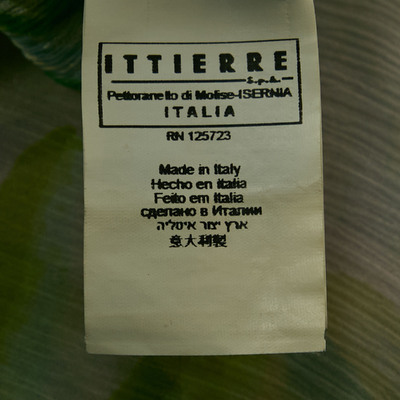 ITTIERRE
S.p.A.
Pettoranello di Molise-ISERNIA
ITALIA
RN 125723
Made in Italy
Hecho en Italia
Feito em Italia
сделано в Италии
ארץ יצור איטליה
意大利製